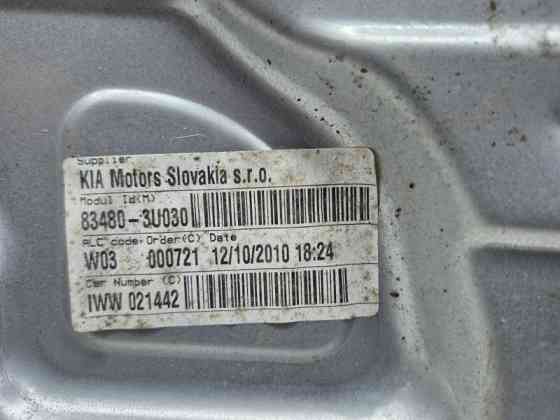 Supplier
KIA Motors Slovakia s.r.o.
Modul Id(M)
83480-3U030
ALC code,Order(C) Date
W03 000721 12/10/2010 18:24
Car Number (C)
IWW 021442